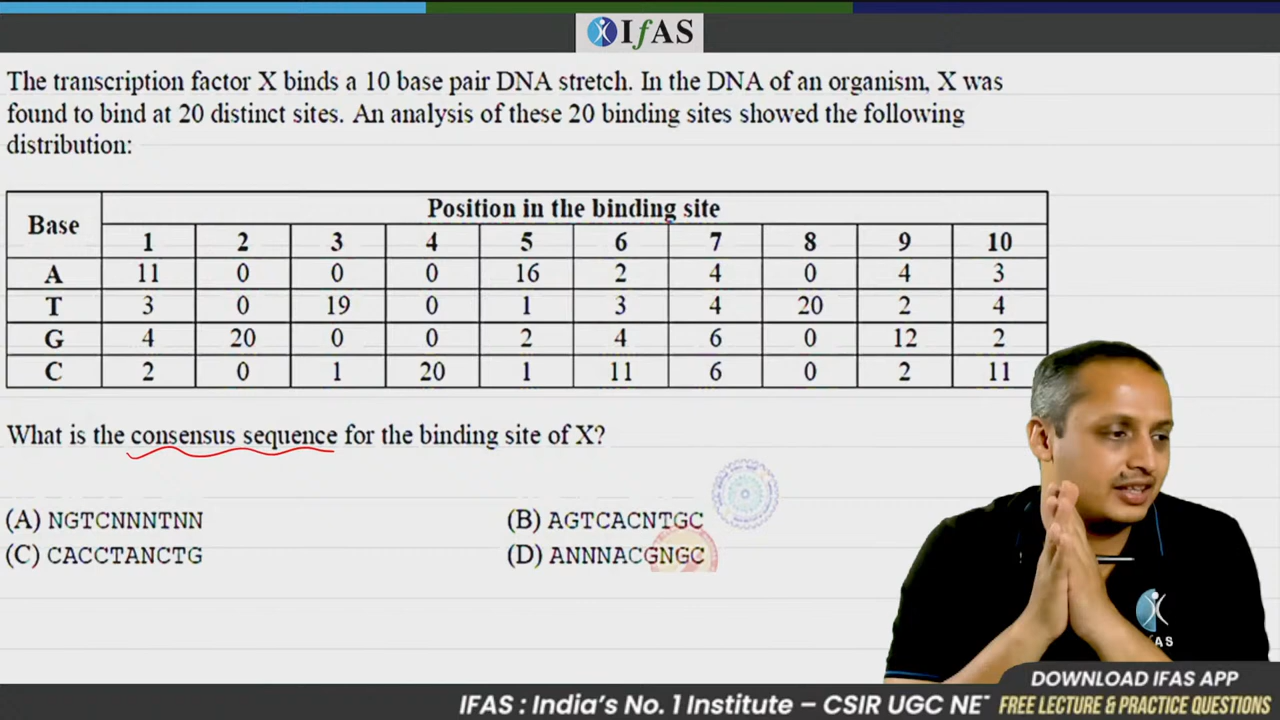 IfAS
The transcription factor X binds a 10 base pair DNA stretch. In the DNA of an organism, X was
found to bind at 20 distinct sites. An analysis of these 20 binding sites showed the following
distribution:
Base Position in the binding site
1 2 3 4 5 6 7 8 9 10
A 11 0 0 0 16 2 4 0 4 3
T 3 0 19 0 1 3 4 20 2 4
G 4 20 0 0 2 4 6 0 12 2
C 2 0 1 20 1 11 6 0 2 11
What is the consensus sequence for the binding site of X?
(A) NGTCNNNTNN (B) AGTCACNTGC
(C) CACCTANCTG (D) ANNNACGNGC
DOWNLOAD IFAS APP
IFAS : India's No. 1 Institute – CSIR UGC NE FREE LECTURE & PRACTICE QUESTIONS